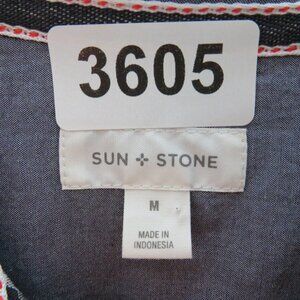 3605
SUN + STONE
M
MADE IN
INDONESIA